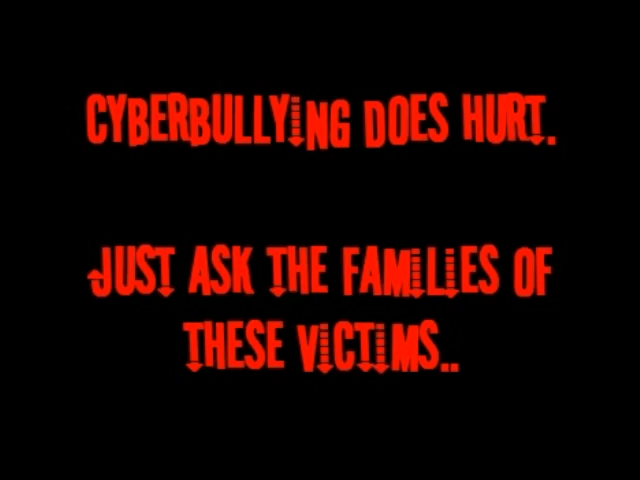 CYBERBULLYING DOES HURT.
JUST ASK THE FAMILIES OF
THESE VICTIMS..